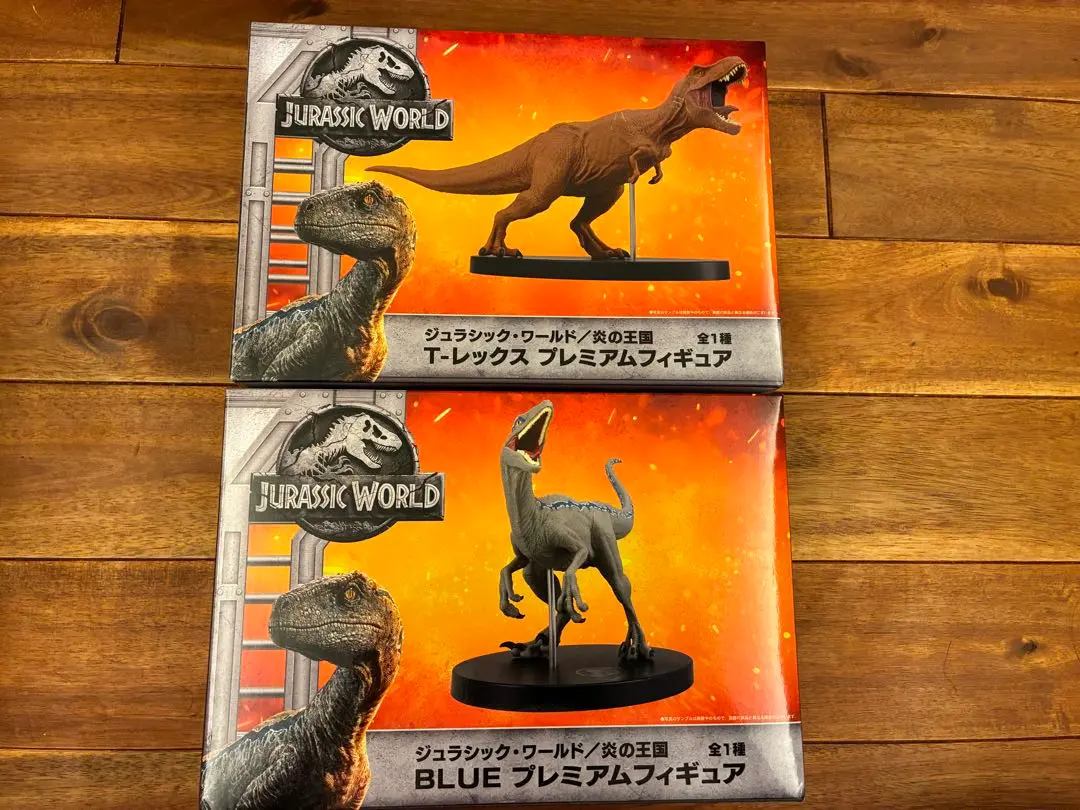 JURASSIC WORLD
ジュラシック・ワールド/炎の王国 全1種
T-レックス プレミアムフィギュア
JURASSIC WORLD
ジュラシック・ワールド/炎の王国 全1種
BLUE プレミアムフィギュア